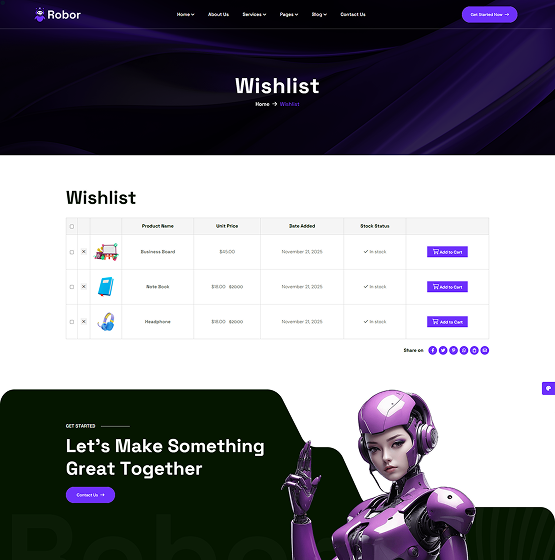 Robor
Home About Us Services Pages Blog Contact Us
Get Started Now →
Wishlist
Home → Wishlist
Wishlist
Product Name Unit Price Date Added Stock Status
Business Board $45.00 November 21, 2025 ✓ In stock Add to Cart
Note Book $18.00 $20.00 November 21, 2025 ✓ In stock Add to Cart
Headphone $18.00 $20.00 November 21, 2025 ✓ In stock Add to Cart
Share on
GET STARTED
Let's Make Something
Great Together
Contact Us →
Robor